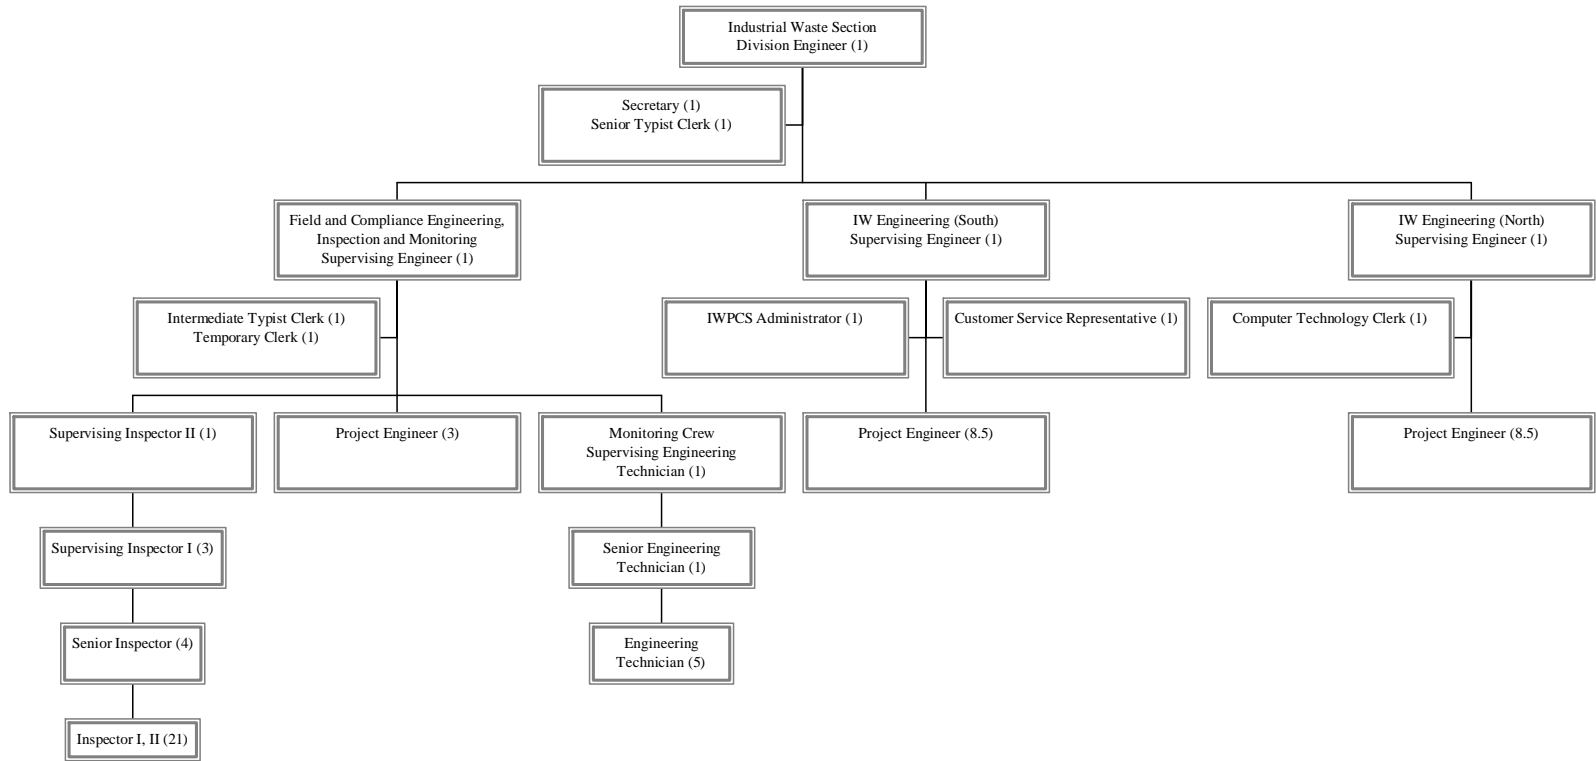 Industrial Waste Section
Division Engineer (1)
Secretary (1)
Senior Typist Clerk (1)
Field and Compliance Engineering,
Inspection and Monitoring
Supervising Engineer (1)
IW Engineering (South)
Supervising Engineer (1)
IW Engineering (North)
Supervising Engineer (1)
Intermediate Typist Clerk (1)
Temporary Clerk (1)
IWPCS Administrator (1)
Customer Service Representative (1)
Computer Technology Clerk (1)
Supervising Inspector II (1)
Project Engineer (3)
Monitoring Crew
Supervising Engineering
Technician (1)
Project Engineer (8.5)
Project Engineer (8.5)
Supervising Inspector I (3)
Senior Engineering
Technician (1)
Senior Inspector (4)
Engineering
Technician (5)
Inspector I, II (21)